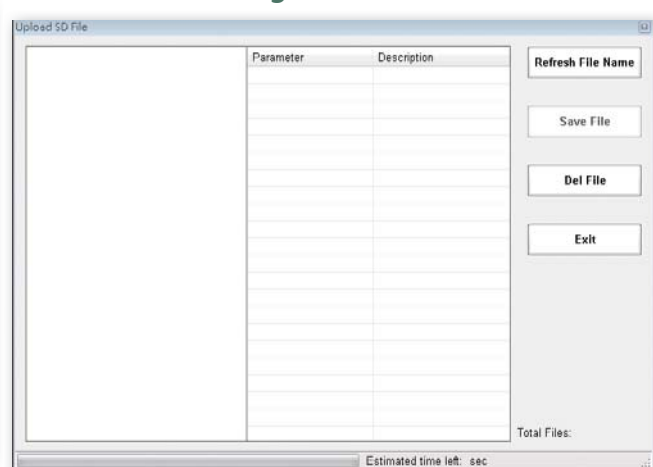 Upload SD File
Parameter Description
Refresh File Name
Save File
Del File
Exit
Total Files:
Estimated time left: sec